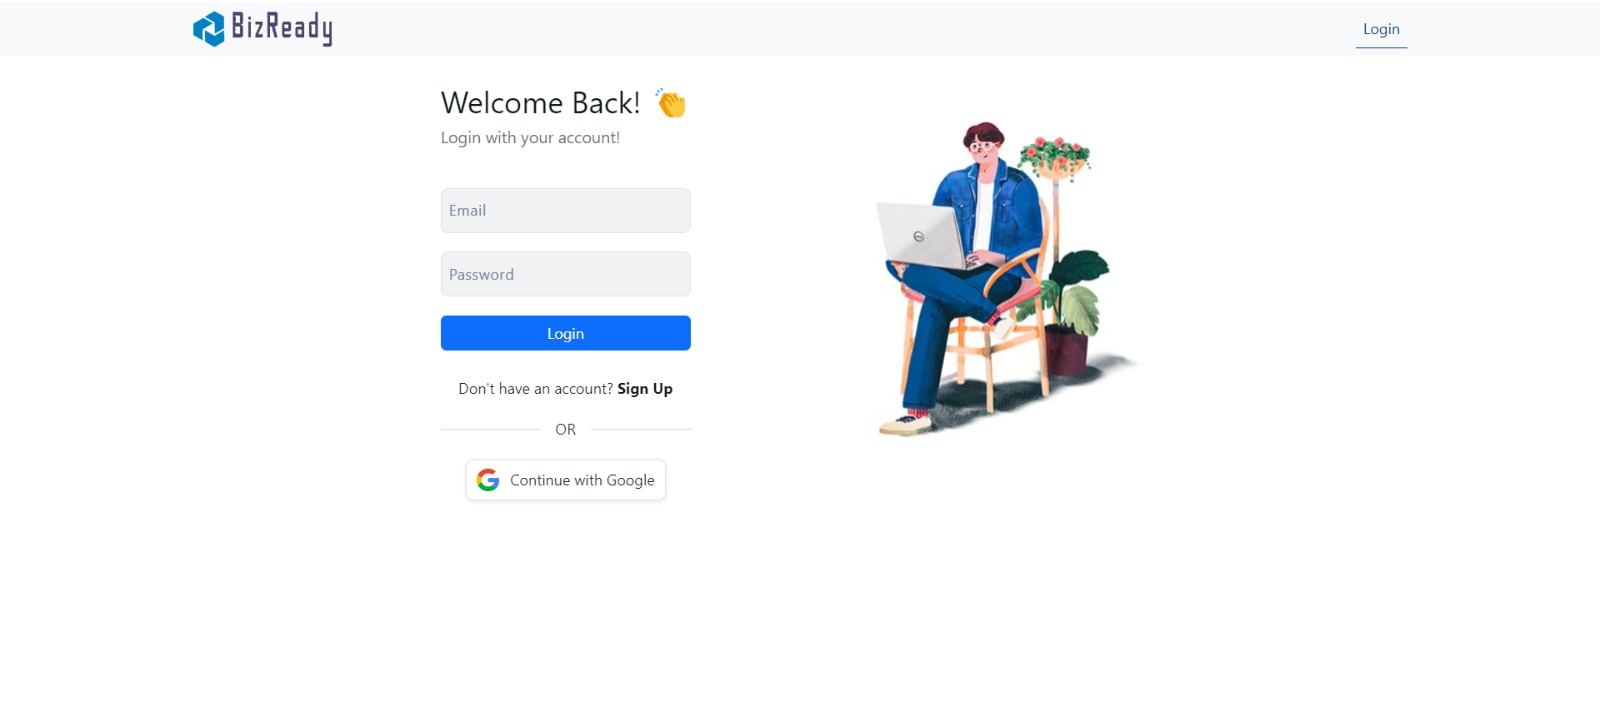 BizReady
Login
Welcome Back! 👏
Login with your account!
Email
Password
Login
Don't have an account? Sign Up
OR
Continue with Google